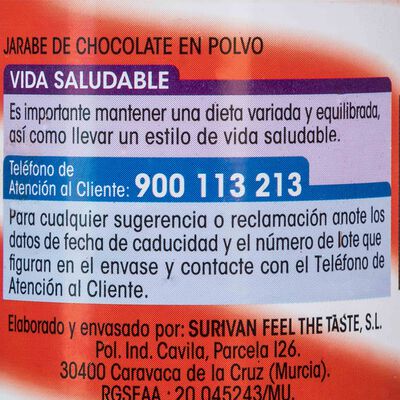 JARABE DE CHOCOLATE EN POLVO
VIDA SALUDABLE
Es importante mantener una dieta variada y equilibrada,
así como llevar un estilo de vida saludable.
Teléfono de
Atención al Cliente: 900 113 213
Para cualquier sugerencia o reclamación anote los
datos de fecha de caducidad y el número de lote que
figuran en el envase y contacte con el Teléfono de
Atención al Cliente.
Elaborado y envasado por: SURIVAN FEEL THE TASTE, S.L.
Pol. Ind. Cavila, Parcela 126.
30400 Caravaca de la Cruz (Murcia).
RGSEAA: 20.045243/MU.